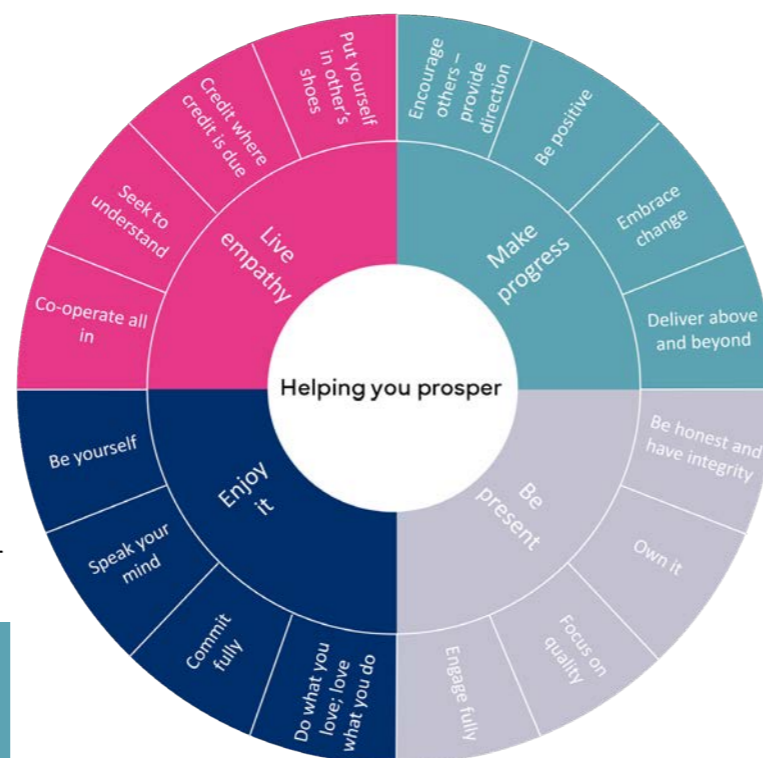 Helping you prosper
Live
empathy
Co-operate all
in
Seek to
understand
Credit where
credit is due
Put yourself
in other's
shoes
Make
progress
Encourage
others –
provide
direction
Be positive
Embrace
change
Deliver above
and beyond
Be
present
Be honest and
have integrity
Own it
Focus on
quality
Engage fully
Enjoy
it
Do what you
love; love
what you do
Commit
fully
Speak your
mind
Be yourself